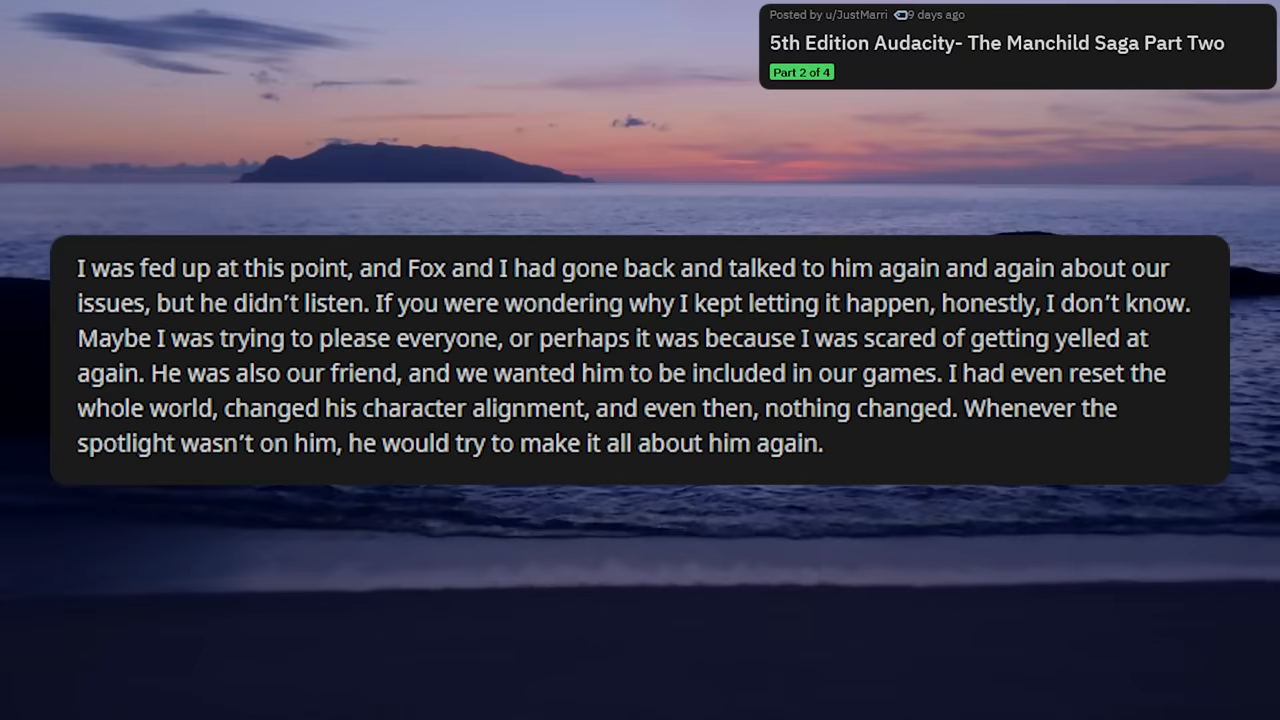 Posted by u/JustMarri 9 days ago
5th Edition Audacity- The Manchild Saga Part Two
Part 2 of 4
I was fed up at this point, and Fox and I had gone back and talked to him again and again about our
issues, but he didn’t listen. If you were wondering why I kept letting it happen, honestly, I don’t know.
Maybe I was trying to please everyone, or perhaps it was because I was scared of getting yelled at
again. He was also our friend, and we wanted him to be included in our games. I had even reset the
whole world, changed his character alignment, and even then, nothing changed. Whenever the
spotlight wasn’t on him, he would try to make it all about him again.